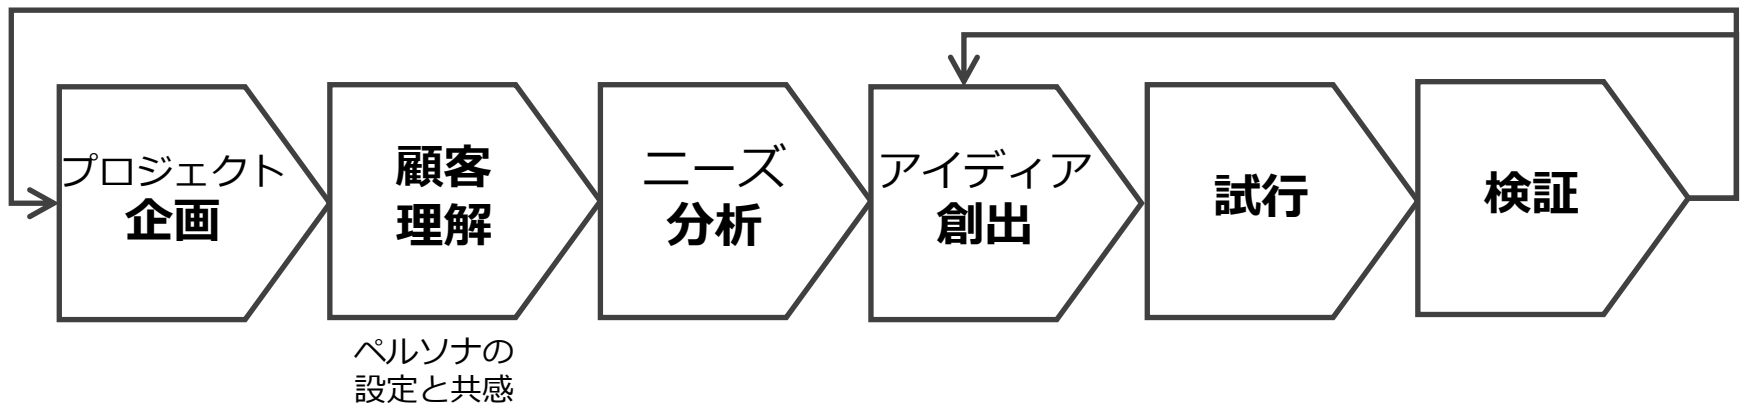 プロジェクト
企画
顧客
理解
ニーズ
分析
アイディア
創出
試行
検証
ペルソナの
設定と共感